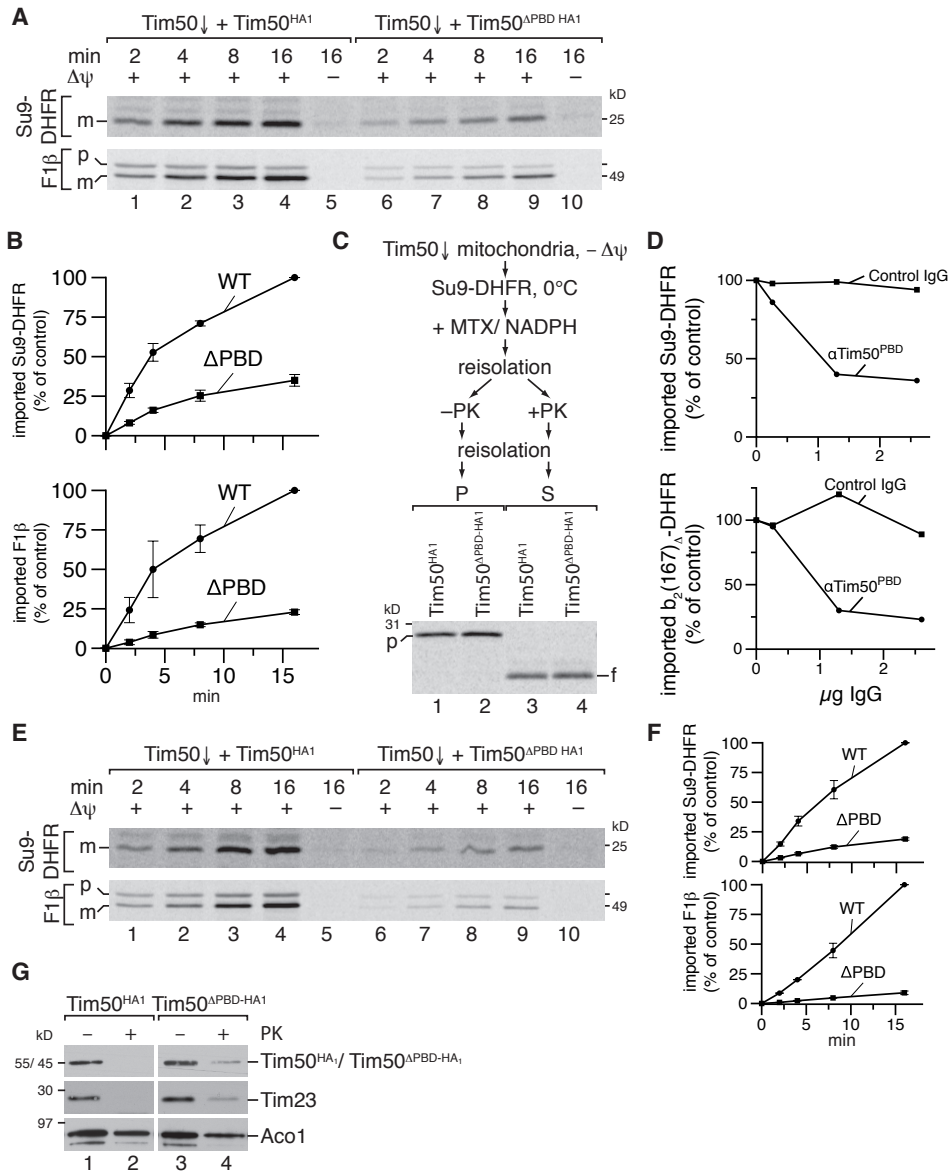 A
Tim50↓ + Tim50HA1 Tim50↓ + Tim50ΔPBD HA1
min 2 4 8 16 16 2 4 8 16 16
Δψ + + + + − + + + + −
kD
Su9-DHFR m 25
F1β p m 49
1 2 3 4 5 6 7 8 9 10
B
imported Su9-DHFR (% of control)
100
75
50
25
0
WT
ΔPBD
imported F1β (% of control)
100
75
50
25
0
WT
ΔPBD
0 5 10 15
min
C
Tim50↓ mitochondria, − Δψ
Su9-DHFR, 0°C
+ MTX/ NADPH
reisolation
−PK +PK
reisolation
P S
Tim50HA1 Tim50ΔPBD-HA1 Tim50HA1 Tim50ΔPBD-HA1
kD
31
p
f
1 2 3 4
D
imported Su9-DHFR (% of control)
100
50
0
Control IgG
αTim50PBD
0 1 2
imported b2(167)Δ-DHFR (% of control)
100
50
0
Control IgG
αTim50PBD
0 1 2
µg IgG
E
Tim50↓ + Tim50HA1 Tim50↓ + Tim50ΔPBD HA1
min 2 4 8 16 16 2 4 8 16 16
Δψ + + + + − + + + + −
kD
Su9-DHFR m 25
F1β p m 49
1 2 3 4 5 6 7 8 9 10
F
imported Su9-DHFR (% of control)
100
75
50
25
0
WT
ΔPBD
imported F1β (% of control)
100
75
50
25
0
WT
ΔPBD
0 5 10 15
min
G
Tim50HA1 Tim50ΔPBD-HA1
kD − + − + PK
55/ 45 Tim50HA1/ Tim50ΔPBD-HA1
30 Tim23
97 Aco1
1 2 3 4